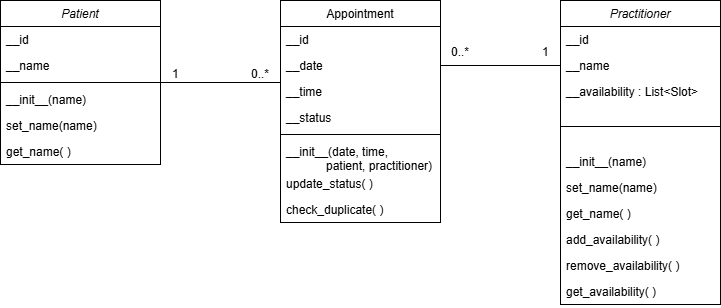 Patient
__id
__name
__init__(name)
set_name(name)
get_name( )
1
0..*
Appointment
__id
__date
__time
__status
__init__(date, time,
patient, practitioner)
update_status( )
check_duplicate( )
0..*
1
Practitioner
__id
__name
__availability : List<Slot>
__init__(name)
set_name(name)
get_name( )
add_availability( )
remove_availability( )
get_availability( )